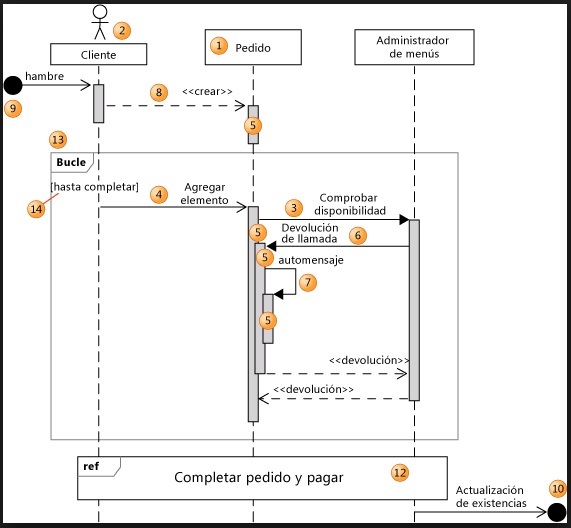 2
1
Cliente
Pedido
Administrador
de menús
hambre
9
8
<<crear>>
5
13
Bucle
[hasta completar]
14
4
Agregar
elemento
3
Comprobar
disponibilidad
5
Devolución
de llamada
6
5
automensaje
7
5
<<devolución>>
<<devolución>>
ref
Completar pedido y pagar
12
Actualización
de existencias
10